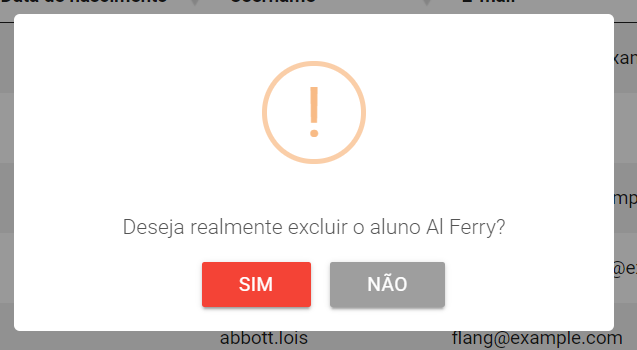 Deseja realmente excluir o aluno Al Ferry?
SIM NÃO
abbott.lois flang@example.com